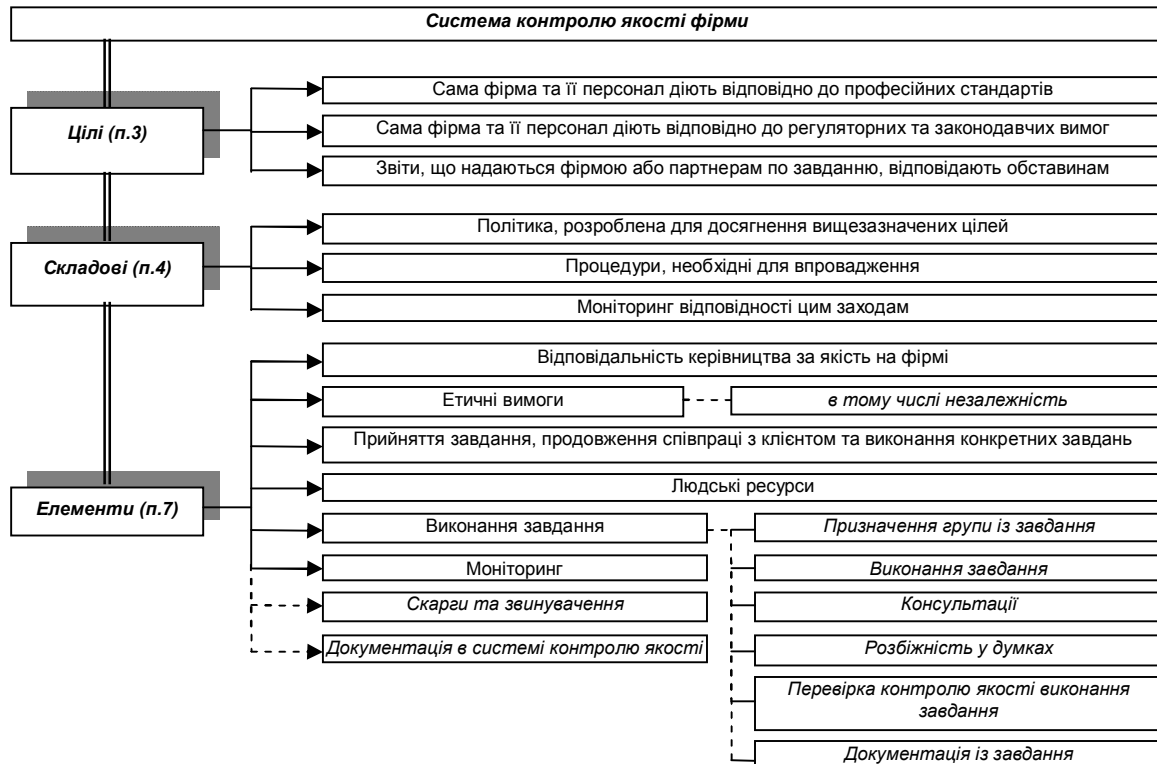 Система контролю якості фірми
Цілі (п.3)
Сама фірма та її персонал діють відповідно до професійних стандартів
Сама фірма та її персонал діють відповідно до регуляторних та законодавчих вимог
Звіти, що надаються фірмою або партнерам по завданню, відповідають обставинам
Складові (п.4)
Політика, розроблена для досягнення вищезазначених цілей
Процедури, необхідні для впровадження
Моніторинг відповідності цим заходам
Елементи (п.7)
Відповідальність керівництва за якість на фірмі
Етичні вимоги
в тому числі незалежність
Прийняття завдання, продовження співпраці з клієнтом та виконання конкретних завдань
Людські ресурси
Виконання завдання
Призначення групи із завдання
Виконання завдання
Консультації
Розбіжність у думках
Перевірка контролю якості виконання
завдання
Документація із завдання
Моніторинг
Скарги та звинувачення
Документація в системі контролю якості